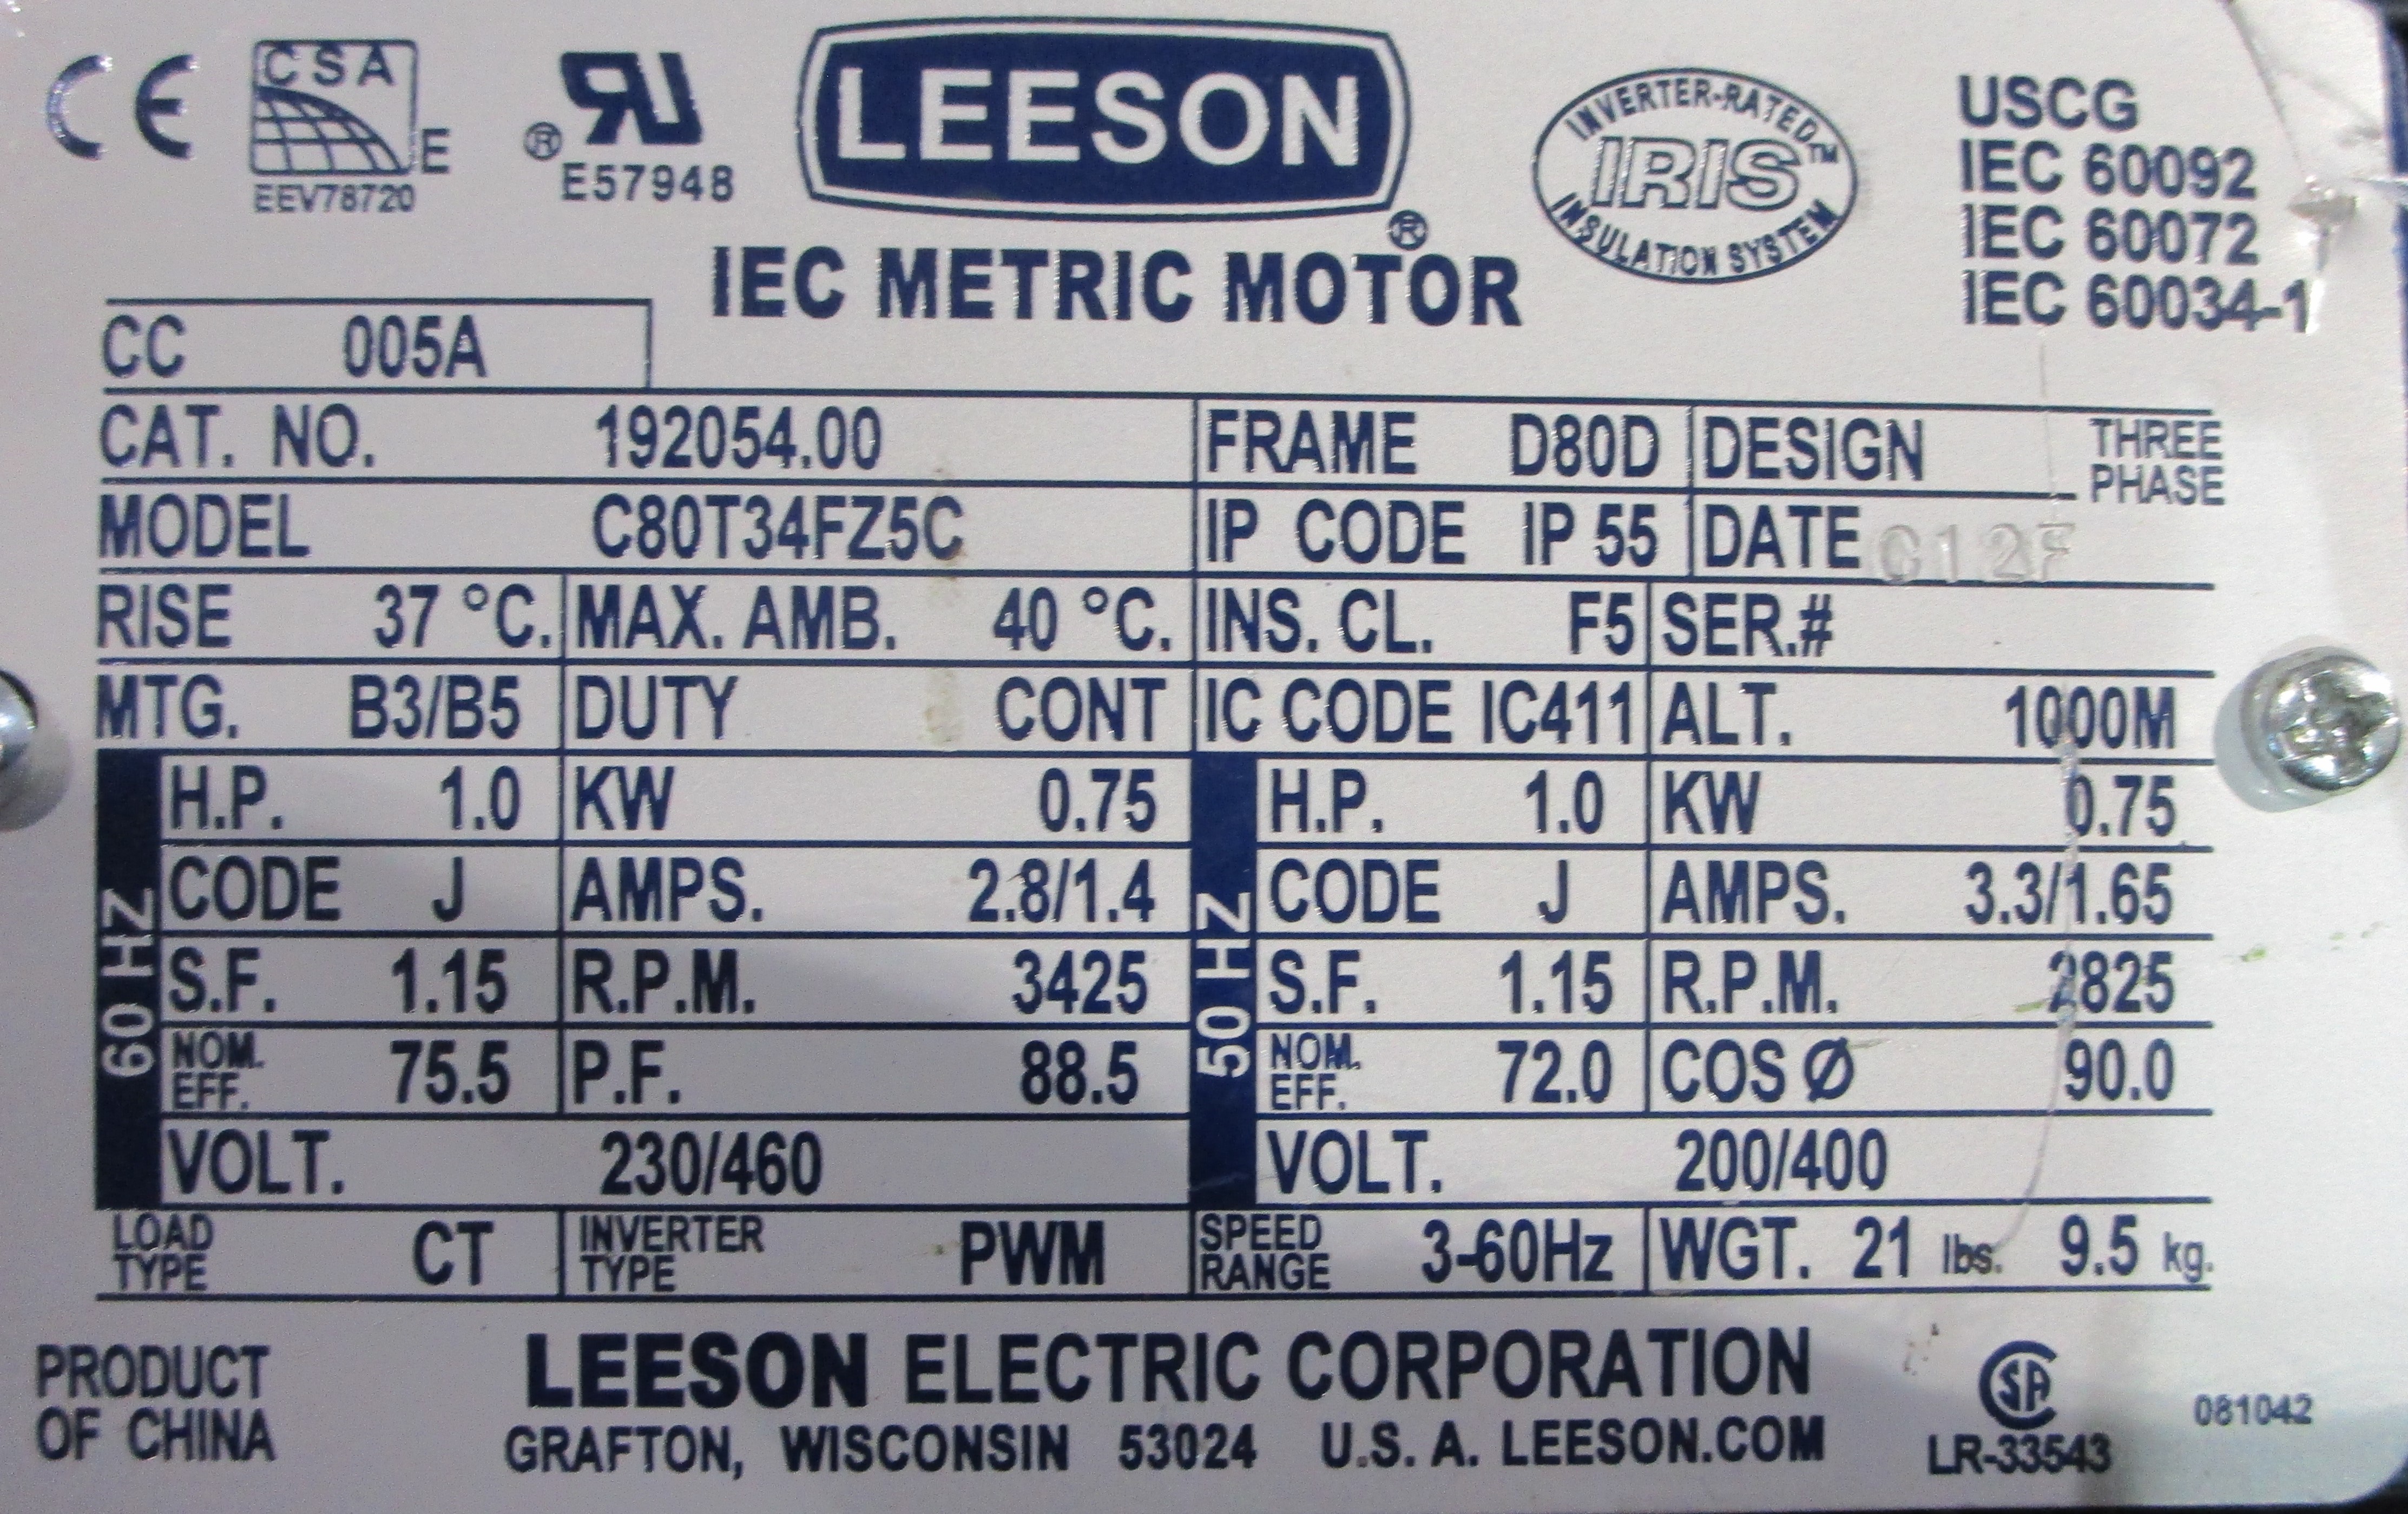 CE
CSA
E
EEV78720
®
E57948
LEESON
®
INVERTER-RATED™
IRIS
INSULATION SYSTEM
USCG
IEC 60092
IEC 60072
IEC 60034-1
IEC METRIC MOTOR
CC 005A
CAT. NO. 192054.00 FRAME D80D DESIGN THREE PHASE
MODEL C80T34FZ5C IP CODE IP 55 DATE
RISE 37 °C. MAX. AMB. 40 °C. INS. CL. F5 SER.#
MTG. B3/B5 DUTY CONT IC CODE IC411 ALT. 1000M
60 HZ
H.P. 1.0 KW 0.75
CODE J AMPS. 2.8/1.4
S.F. 1.15 R.P.M. 3425
NOM. EFF. 75.5 P.F. 88.5
VOLT. 230/460
50 HZ
H.P. 1.0 KW 0.75
CODE J AMPS. 3.3/1.65
S.F. 1.15 R.P.M. 2825
NOM. EFF. 72.0 COS Ø 90.0
VOLT. 200/400
LOAD TYPE CT INVERTER TYPE PWM SPEED RANGE 3-60Hz WGT. 21 lbs. 9.5 kg.
PRODUCT
OF CHINA
LEESON ELECTRIC CORPORATION
GRAFTON, WISCONSIN 53024 U.S. A. LEESON.COM
SA
LR-33543
081042